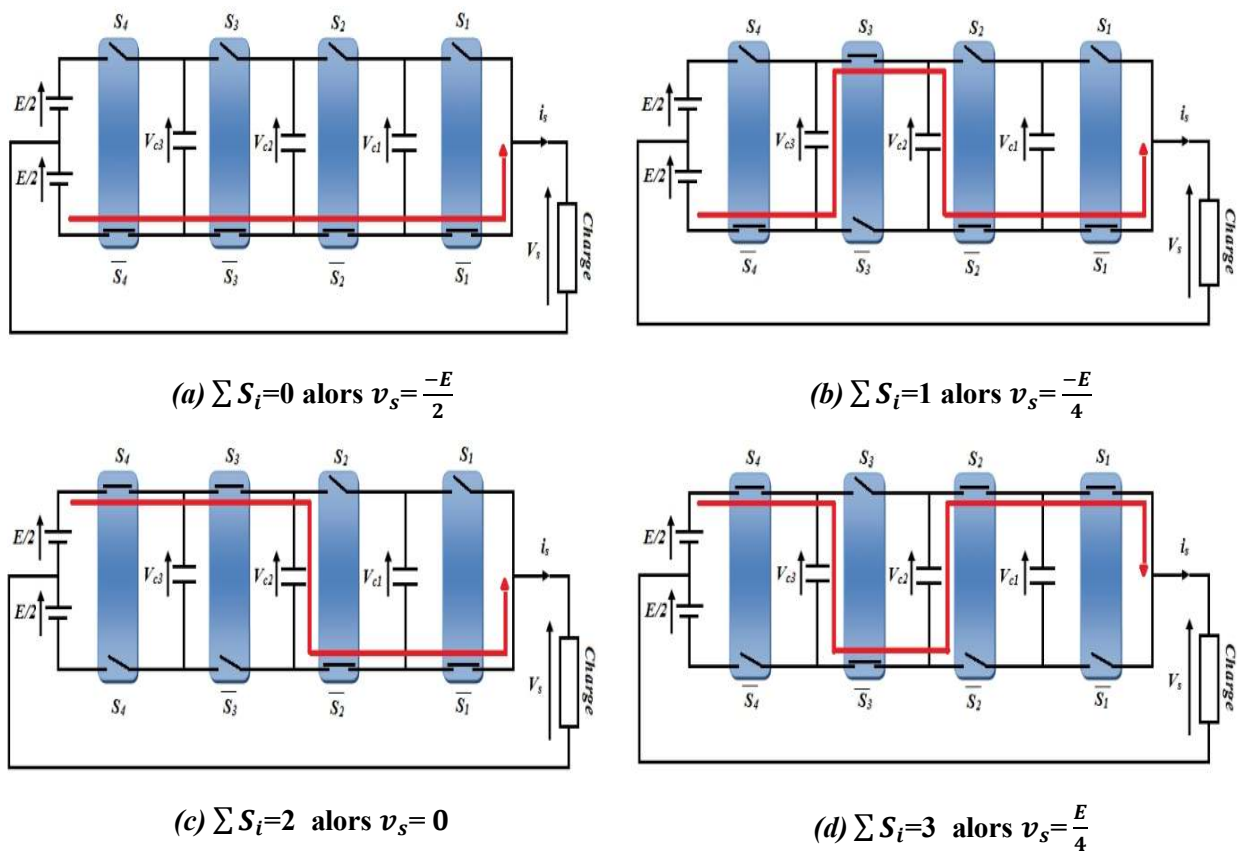 S4 S3 S2 S1
E/2
E/2
Vc3 Vc2 Vc1
is
Vs
Charge
S̅4 S̅3 S̅2 S̅1
(a) ∑ Si=0 alors vs= -E/2
S4 S3 S2 S1
E/2
E/2
Vc3 Vc2 Vc1
is
Vs
Charge
S̅4 S̅3 S̅2 S̅1
(b) ∑ Si=1 alors vs= -E/4
S4 S3 S2 S1
E/2
E/2
Vc3 Vc2 Vc1
is
Vs
Charge
S4 S̅3 S̅2 S̅1
(c) ∑ Si=2 alors vs= 0
S4 S3 S2 S1
E/2
E/2
Vc3 Vc2 Vc1
is
Vs
Charge
S̅4 S̅3 S̅2 S̅1
(d) ∑ Si=3 alors vs= E/4